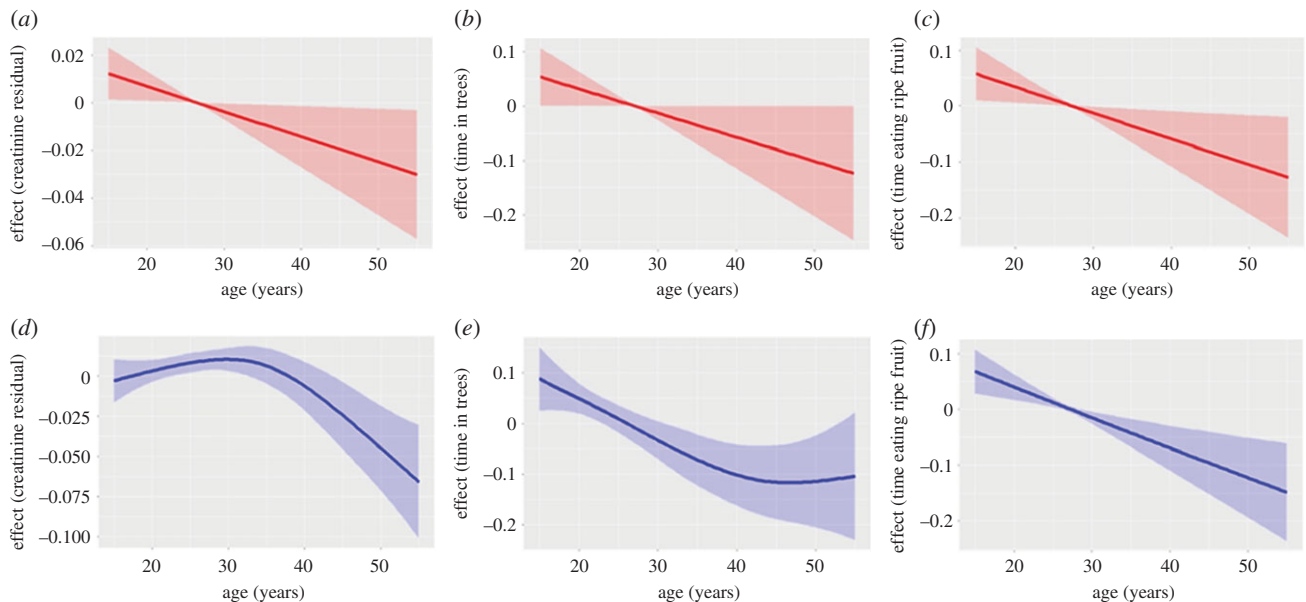 (a)
effect (creatinine residual)
0.02
0
–0.02
–0.04
–0.06
20 30 40 50
age (years)
(b)
effect (time in trees)
0.1
0
–0.1
–0.2
20 30 40 50
age (years)
(c)
effect (time eating ripe fruit)
0.1
0
–0.1
–0.2
20 30 40 50
age (years)
(d)
effect (creatinine residual)
0
–0.025
–0.050
–0.075
–0.100
20 30 40 50
age (years)
(e)
effect (time in trees)
0.1
0
–0.1
–0.2
20 30 40 50
age (years)
(f)
effect (time eating ripe fruit)
0.1
0
–0.1
–0.2
20 30 40 50
age (years)